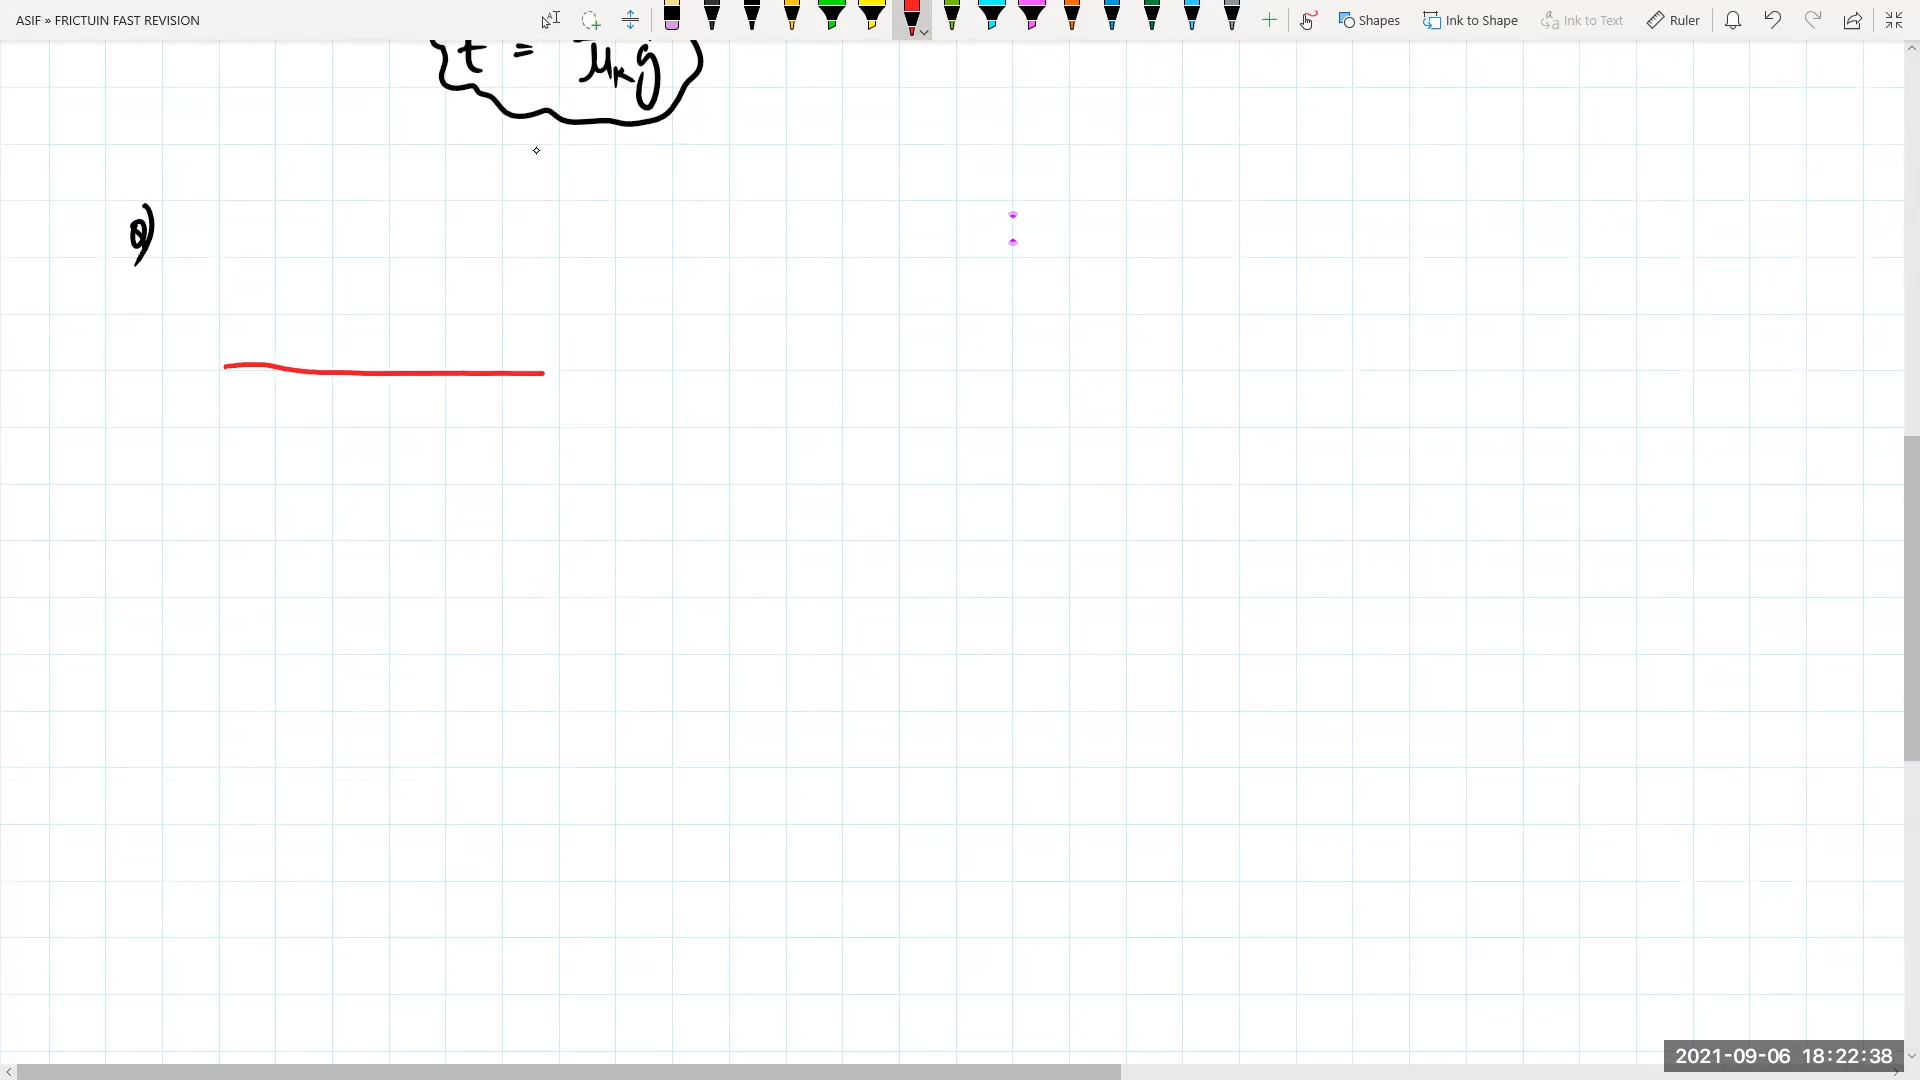 ASIF » FRICTUIN FAST REVISION
Shapes
Ink to Shape
Ink to Text
Ruler
t = μₖg
Q)
2021-09-06 18:22:38